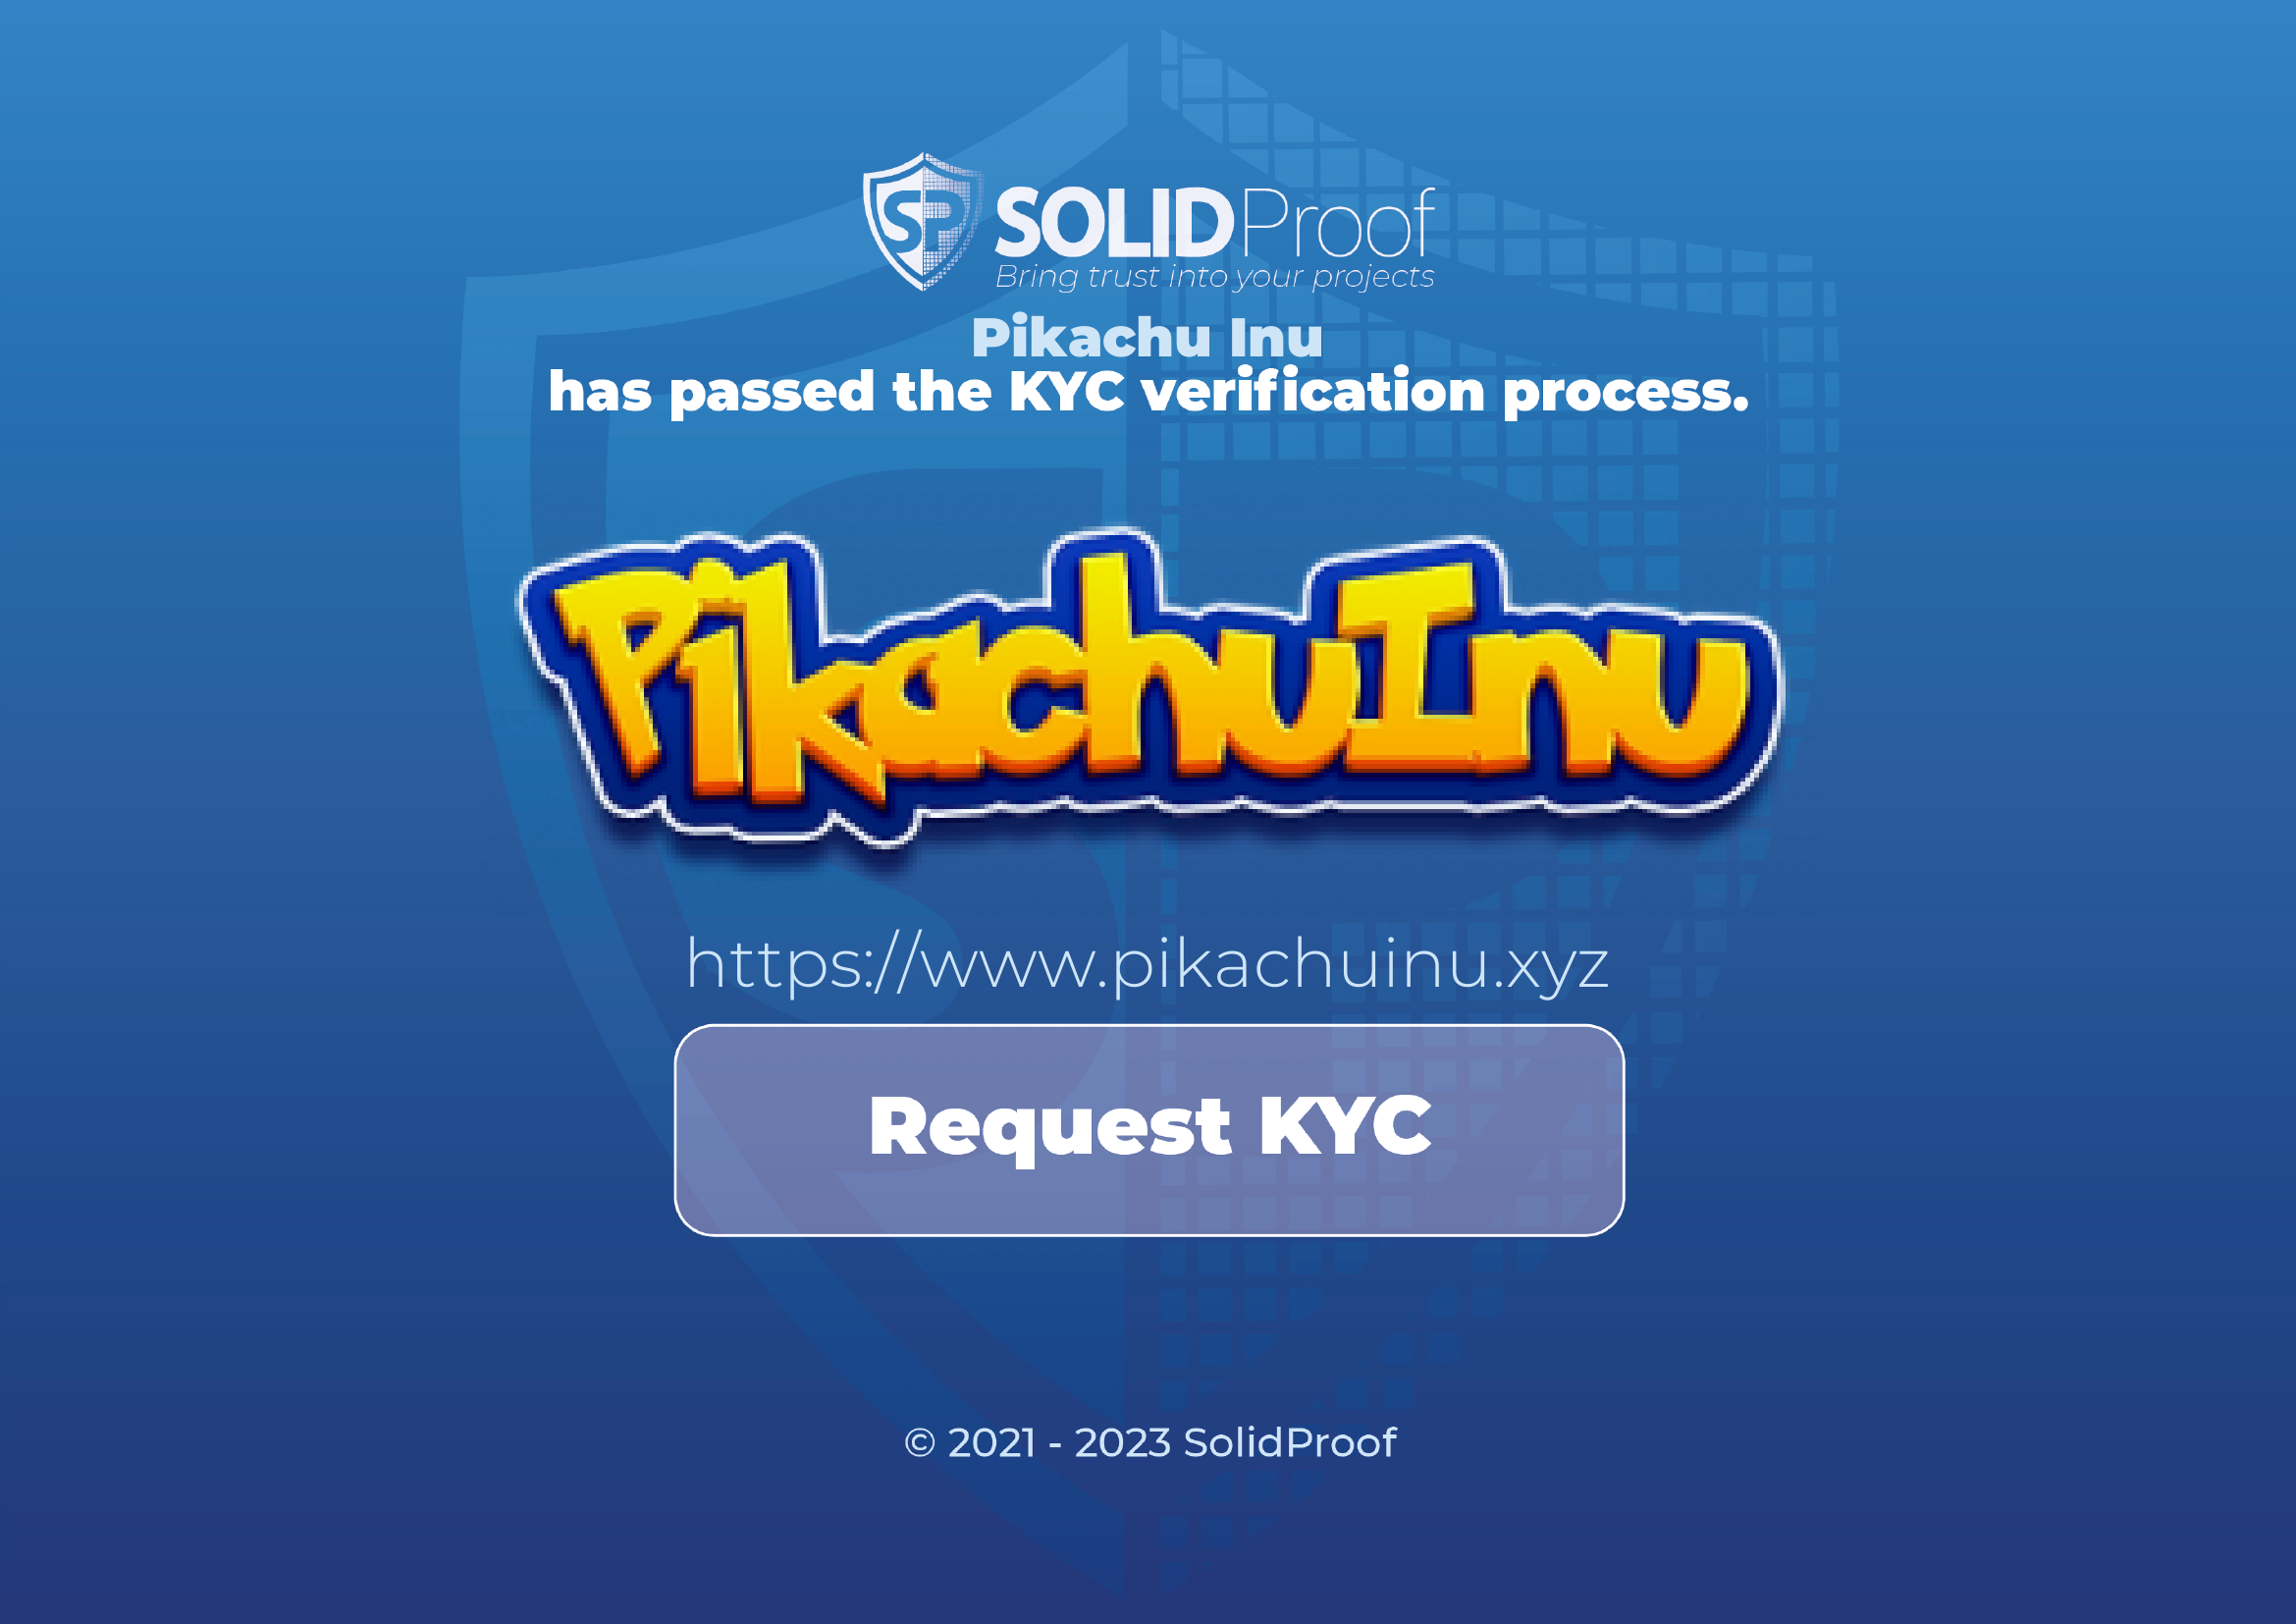 SP SOLIDProof
Bring trust into your projects
Pikachu Inu
has passed the KYC verification process.
PikachuInu
https://www.pikachuinu.xyz
Request KYC
© 2021 - 2023 SolidProof